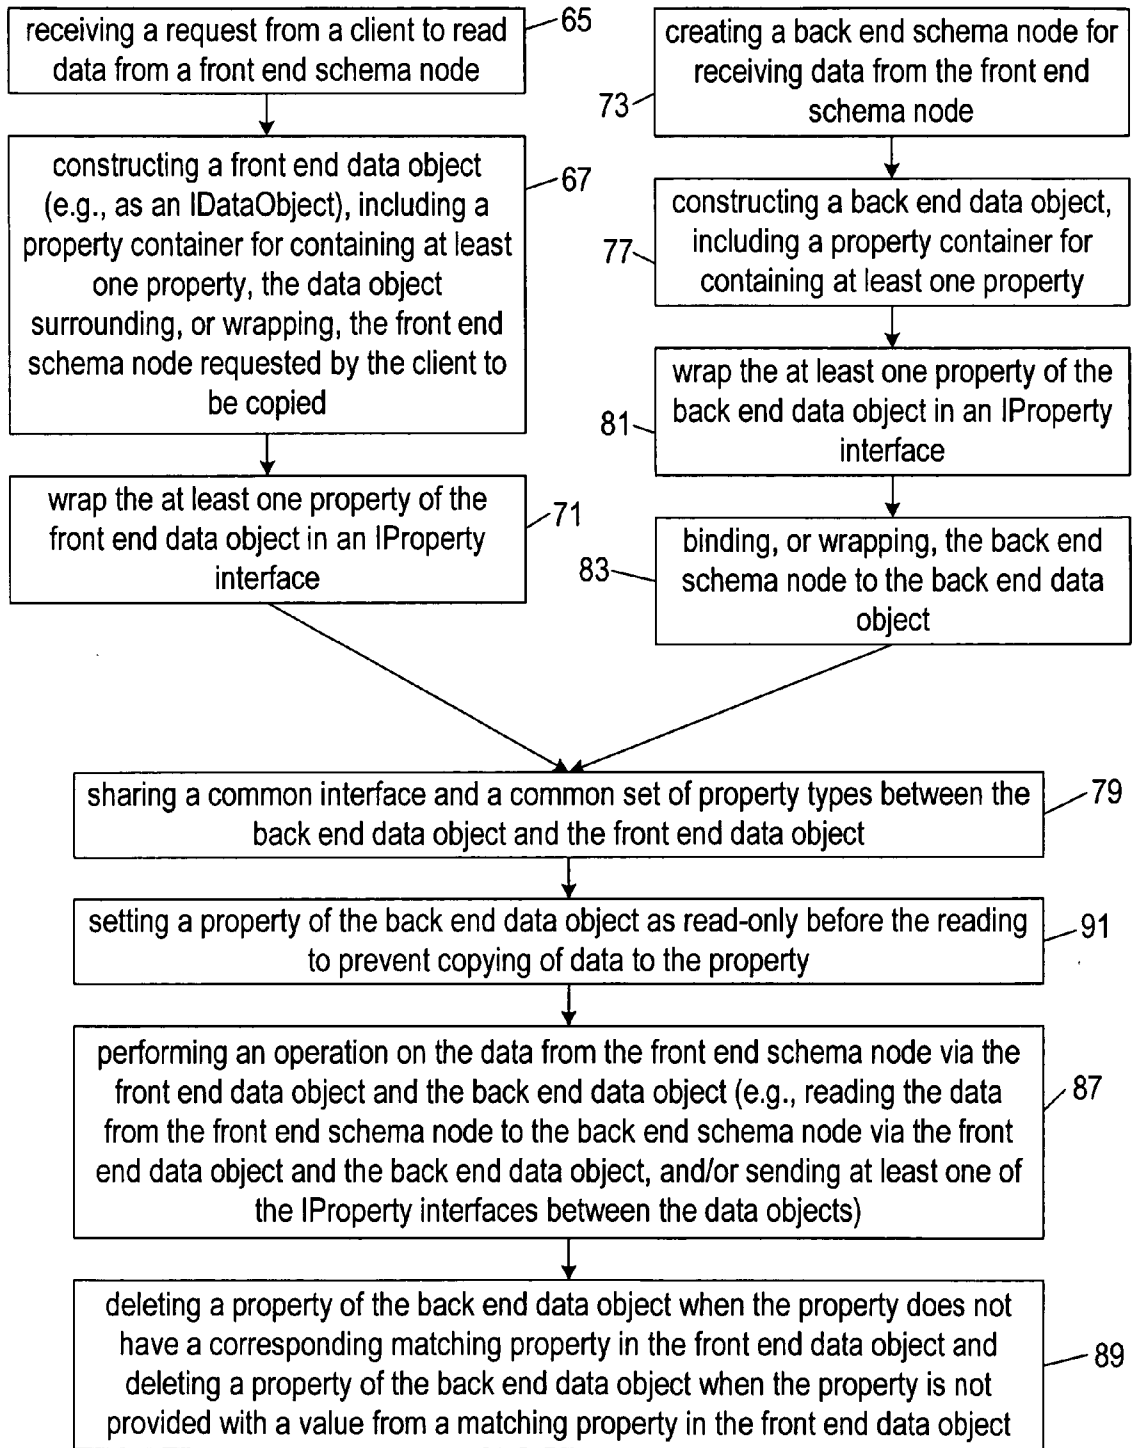 receiving a request from a client to read
data from a front end schema node
65
constructing a front end data object
(e.g., as an IDataObject), including a
property container for containing at least
one property, the data object
surrounding, or wrapping, the front end
schema node requested by the client to
be copied
67
wrap the at least one property of the
front end data object in an IProperty
interface
71
creating a back end schema node for
receiving data from the front end
schema node
73
constructing a back end data object,
including a property container for
containing at least one property
77
wrap the at least one property of the
back end data object in an IProperty
interface
81
binding, or wrapping, the back end
schema node to the back end data
object
83
sharing a common interface and a common set of property types between the
back end data object and the front end data object
79
setting a property of the back end data object as read-only before the reading
to prevent copying of data to the property
91
performing an operation on the data from the front end schema node via the
front end data object and the back end data object (e.g., reading the data
from the front end schema node to the back end schema node via the front
end data object and the back end data object, and/or sending at least one of
the IProperty interfaces between the data objects)
87
deleting a property of the back end data object when the property does not
have a corresponding matching property in the front end data object and
deleting a property of the back end data object when the property is not
provided with a value from a matching property in the front end data object
89